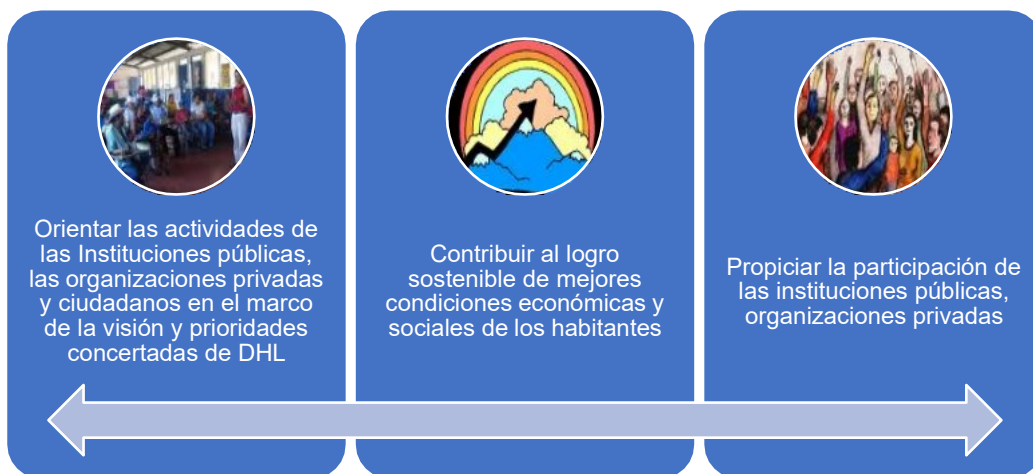 Orientar las actividades de
las Instituciones públicas,
las organizaciones privadas
y ciudadanos en el marco
de la visión y prioridades
concertadas de DHL
Contribuir al logro
sostenible de mejores
condiciones económicas y
sociales de los habitantes
Propiciar la participación de
las instituciones públicas,
organizaciones privadas